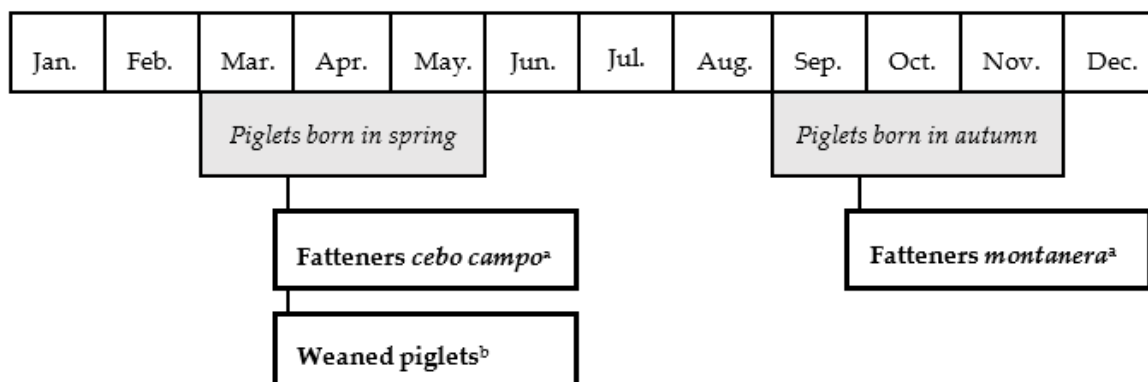 Jan. Feb. Mar. Apr. May. Jun. Jul. Aug. Sep. Oct. Nov. Dec.
Piglets born in spring Piglets born in autumn
Fatteners cebo campoᵃ Fatteners montaneraᵃ
Weaned pigletsᵇ